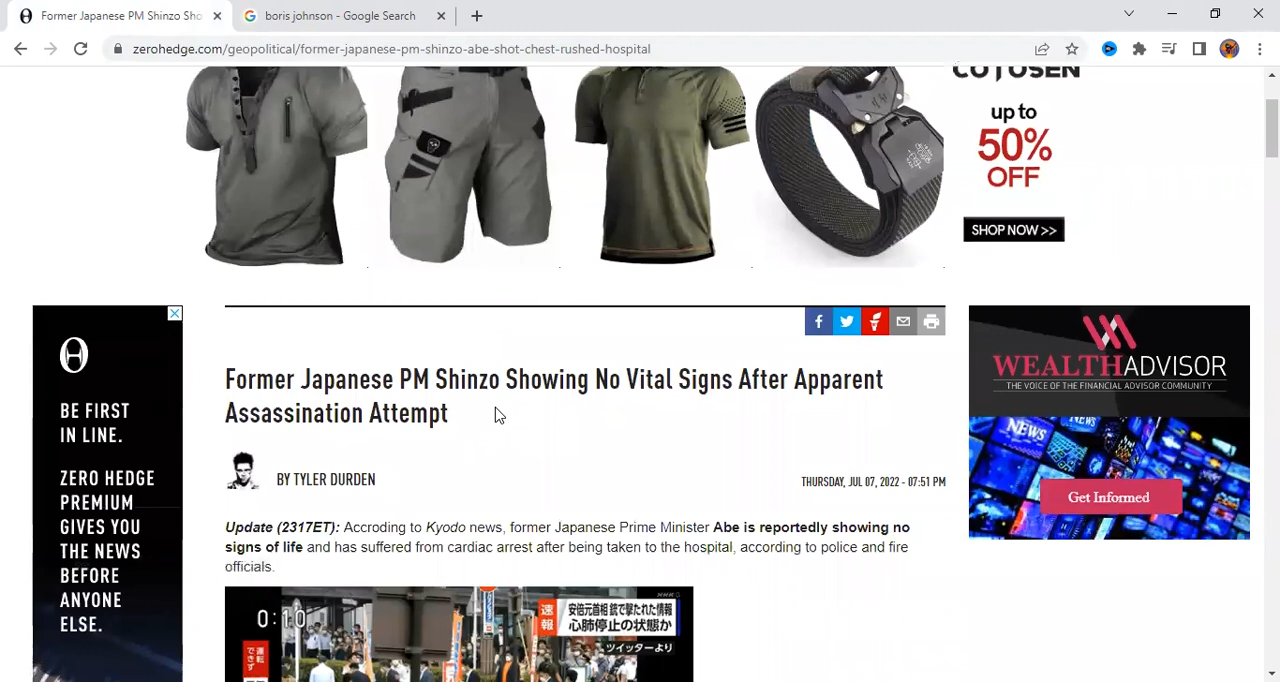 Former Japanese PM Shinzo Sho
boris johnson - Google Search
zerohedge.com/geopolitical/former-japanese-pm-shinzo-abe-shot-chest-rushed-hospital
COTOSEN
up to
50%
OFF
SHOP NOW >>
BE FIRST
IN LINE.
ZERO HEDGE
PREMIUM
GIVES YOU
THE NEWS
BEFORE
ANYONE
ELSE.
Former Japanese PM Shinzo Showing No Vital Signs After Apparent
Assassination Attempt
BY TYLER DURDEN
THURSDAY, JUL 07, 2022 - 07:51 PM
Update (2317ET): Accroding to Kyodo news, former Japanese Prime Minister Abe is reportedly showing no
signs of life and has suffered from cardiac arrest after being taken to the hospital, according to police and fire
officials.
0:10
速報
安倍元首相 銃で撃たれた情報
心肺停止の状態か
ツイッターより
NHK G
WEALTHADVISOR
THE VOICE OF THE FINANCIAL ADVISOR COMMUNITY
NEWS
NEWS
Get Informed